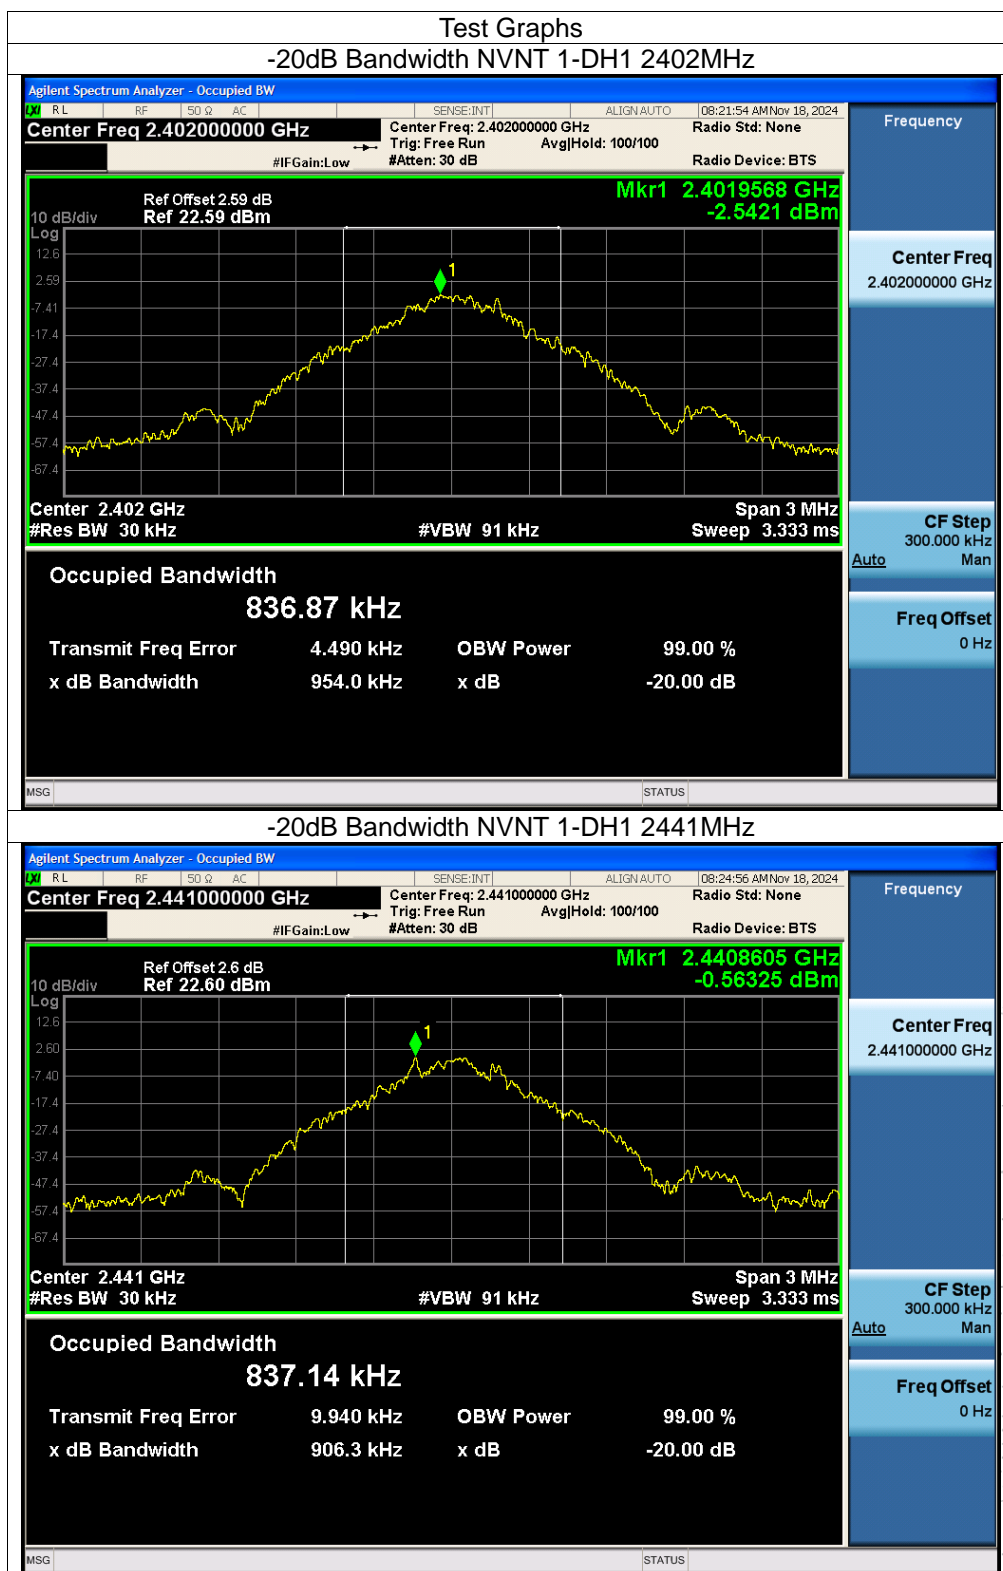 Test Graphs
-20dB Bandwidth NVNT 1-DH1 2402MHz
Agilent Spectrum Analyzer - Occupied BW
LXI RL RF 50 Ω AC SENSE:INT ALIGN AUTO 08:21:54 AM Nov 18, 2024
Center Freq 2.402000000 GHz Center Freq: 2.402000000 GHz Radio Std: None Frequency
Trig: Free Run Avg|Hold: 100/100
#IFGain:Low #Atten: 30 dB Radio Device: BTS
Mkr1 2.4019568 GHz
Ref Offset 2.59 dB -2.5421 dBm
10 dB/div Ref 22.59 dBm
Log
12.6
2.59
-7.41
-17.4
-27.4
-37.4
-47.4
-57.4
-67.4
1
Center Freq
2.402000000 GHz
Center 2.402 GHz Span 3 MHz
#Res BW 30 kHz #VBW 91 kHz Sweep 3.333 ms
CF Step
300.000 kHz
Auto Man
Occupied Bandwidth
836.87 kHz
Freq Offset
0 Hz
Transmit Freq Error 4.490 kHz OBW Power 99.00 %
x dB Bandwidth 954.0 kHz x dB -20.00 dB
MSG STATUS
-20dB Bandwidth NVNT 1-DH1 2441MHz
Agilent Spectrum Analyzer - Occupied BW
LXI RL RF 50 Ω AC SENSE:INT ALIGN AUTO 08:24:56 AM Nov 18, 2024
Center Freq 2.441000000 GHz Center Freq: 2.441000000 GHz Radio Std: None Frequency
Trig: Free Run Avg|Hold: 100/100
#IFGain:Low #Atten: 30 dB Radio Device: BTS
Mkr1 2.4408605 GHz
Ref Offset 2.6 dB -0.56325 dBm
10 dB/div Ref 22.60 dBm
Log
12.6
2.60
-7.40
-17.4
-27.4
-37.4
-47.4
-57.4
-67.4
1
Center Freq
2.441000000 GHz
Center 2.441 GHz Span 3 MHz
#Res BW 30 kHz #VBW 91 kHz Sweep 3.333 ms
CF Step
300.000 kHz
Auto Man
Occupied Bandwidth
837.14 kHz
Freq Offset
0 Hz
Transmit Freq Error 9.940 kHz OBW Power 99.00 %
x dB Bandwidth 906.3 kHz x dB -20.00 dB
MSG STATUS